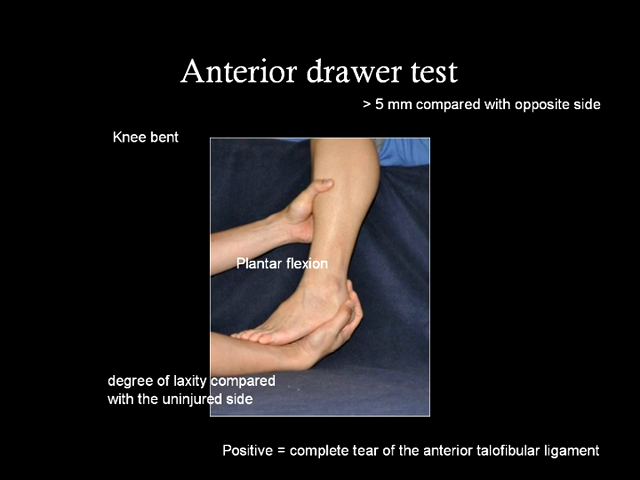 Anterior drawer test
> 5 mm compared with opposite side
Knee bent
Plantar flexion
degree of laxity compared
with the uninjured side
Positive = complete tear of the anterior talofibular ligament